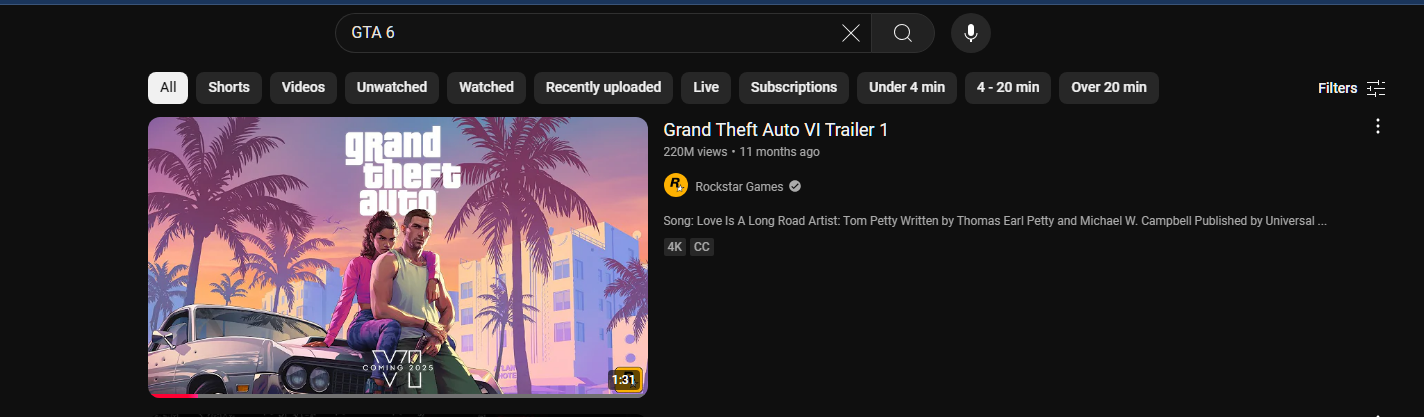 GTA 6
All Shorts Videos Unwatched Watched Recently uploaded Live Subscriptions Under 4 min 4 - 20 min Over 20 min Filters
grand
theft
auto
VI
COMING 2025
1:31
Grand Theft Auto VI Trailer 1
220M views • 11 months ago
R
Rockstar Games
Song: Love Is A Long Road Artist: Tom Petty Written by Thomas Earl Petty and Michael W. Campbell Published by Universal ...
4K CC